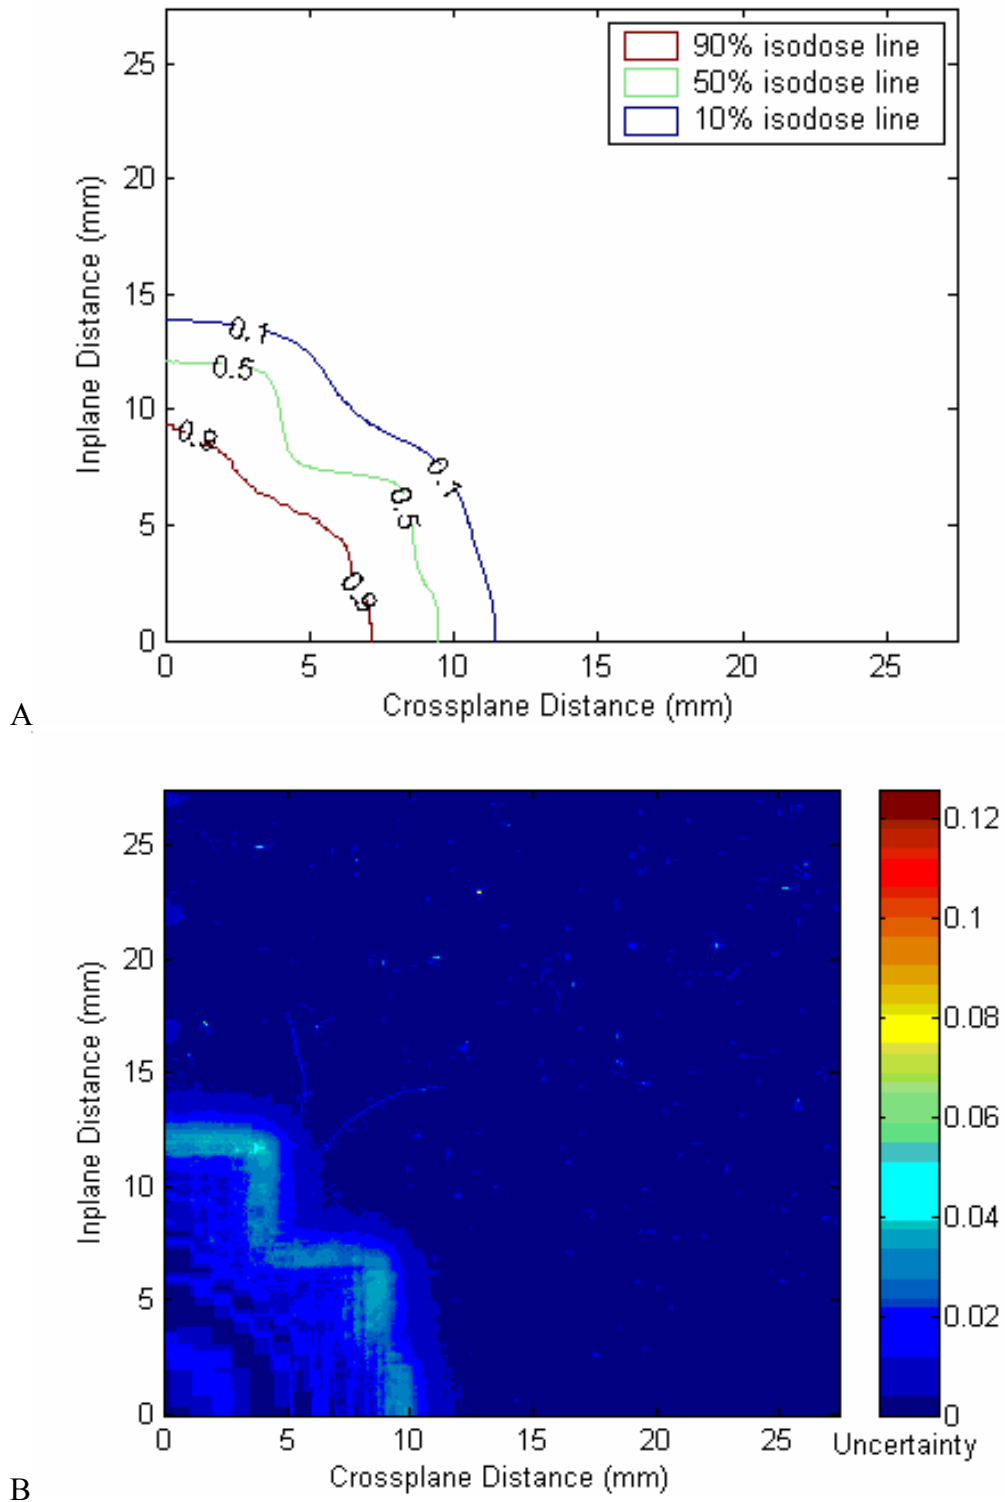 90% isodose line
50% isodose line
10% isodose line
25
20
15
10
5
0
Inplane Distance (mm)
0.1
0.5
0.9
0.1
0.5
0.9
0 5 10 15 20 25
Crossplane Distance (mm)
A
25
20
15
10
5
0
Inplane Distance (mm)
0.12
0.1
0.08
0.06
0.04
0.02
0
0 5 10 15 20 25
Uncertainty
Crossplane Distance (mm)
B